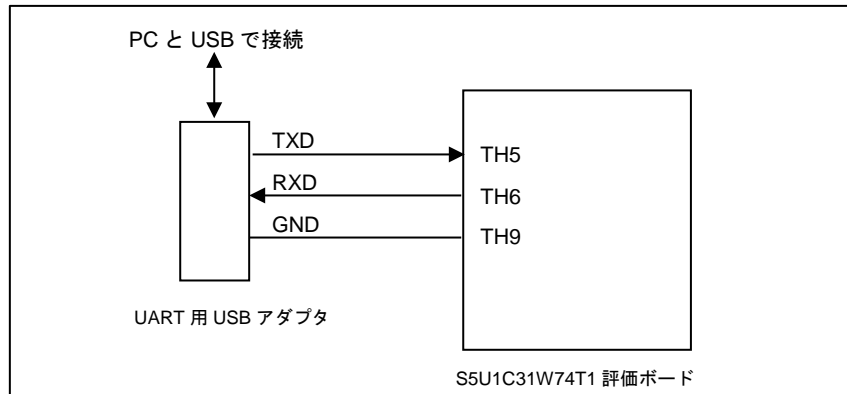 PC と USB で接続
TXD
TH5
RXD
TH6
GND
TH9
UART 用 USB アダプタ
S5U1C31W74T1 評価ボード